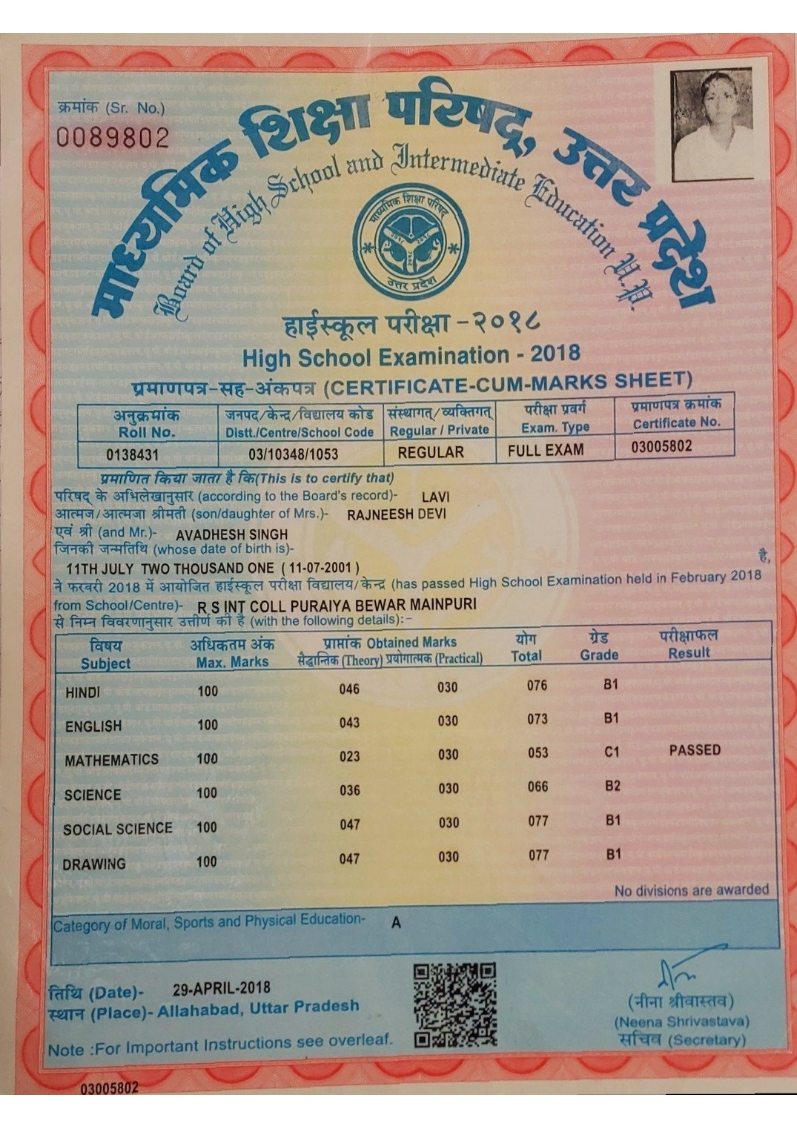 क्रमांक (Sr. No.)
0089802
माध्यमिक शिक्षा परिषद्, उत्तर प्रदेश
Board of High School and Intermediate Education U.P.
माध्यमिक शिक्षा परिषद्
उत्तर प्रदेश
हाईस्कूल परीक्षा -२०१८
High School Examination - 2018
प्रमाणपत्र-सह-अंकपत्र (CERTIFICATE-CUM-MARKS SHEET)
अनुक्रमांक जनपद/केन्द्र/विद्यालय कोड संस्थागत/व्यक्तिगत परीक्षा प्रवर्ग प्रमाणपत्र क्रमांक
Roll No. Distt./Centre/School Code Regular / Private Exam. Type Certificate No.
0138431 03/10348/1053 REGULAR FULL EXAM 03005802
प्रमाणित किया जाता है कि(This is to certify that)
परिषद् के अभिलेखानुसार (according to the Board's record)- LAVI
आत्मज/आत्मजा श्रीमती (son/daughter of Mrs.)- RAJNEESH DEVI
एवं श्री (and Mr.)- AVADHESH SINGH
जिनकी जन्मतिथि (whose date of birth is)-
11TH JULY TWO THOUSAND ONE ( 11-07-2001 ) है,
ने फरवरी 2018 में आयोजित हाईस्कूल परीक्षा विद्यालय/केन्द्र (has passed High School Examination held in February 2018
from School/Centre)- R S INT COLL PURAIYA BEWAR MAINPURI
से निम्न विवरणानुसार उत्तीर्ण की है (with the following details):-
विषय अधिकतम अंक प्राप्तांक Obtained Marks योग ग्रेड परीक्षाफल
Subject Max. Marks सैद्धान्तिक (Theory) प्रयोगात्मक (Practical) Total Grade Result
HINDI 100 046 030 076 B1
ENGLISH 100 043 030 073 B1
MATHEMATICS 100 023 030 053 C1 PASSED
SCIENCE 100 036 030 066 B2
SOCIAL SCIENCE 100 047 030 077 B1
DRAWING 100 047 030 077 B1
No divisions are awarded
Category of Moral, Sports and Physical Education- A
तिथि (Date)- 29-APRIL-2018
स्थान (Place)- Allahabad, Uttar Pradesh
(नीना श्रीवास्तव)
(Neena Shrivastava)
सचिव (Secretary)
Note :For Important Instructions see overleaf.
03005802